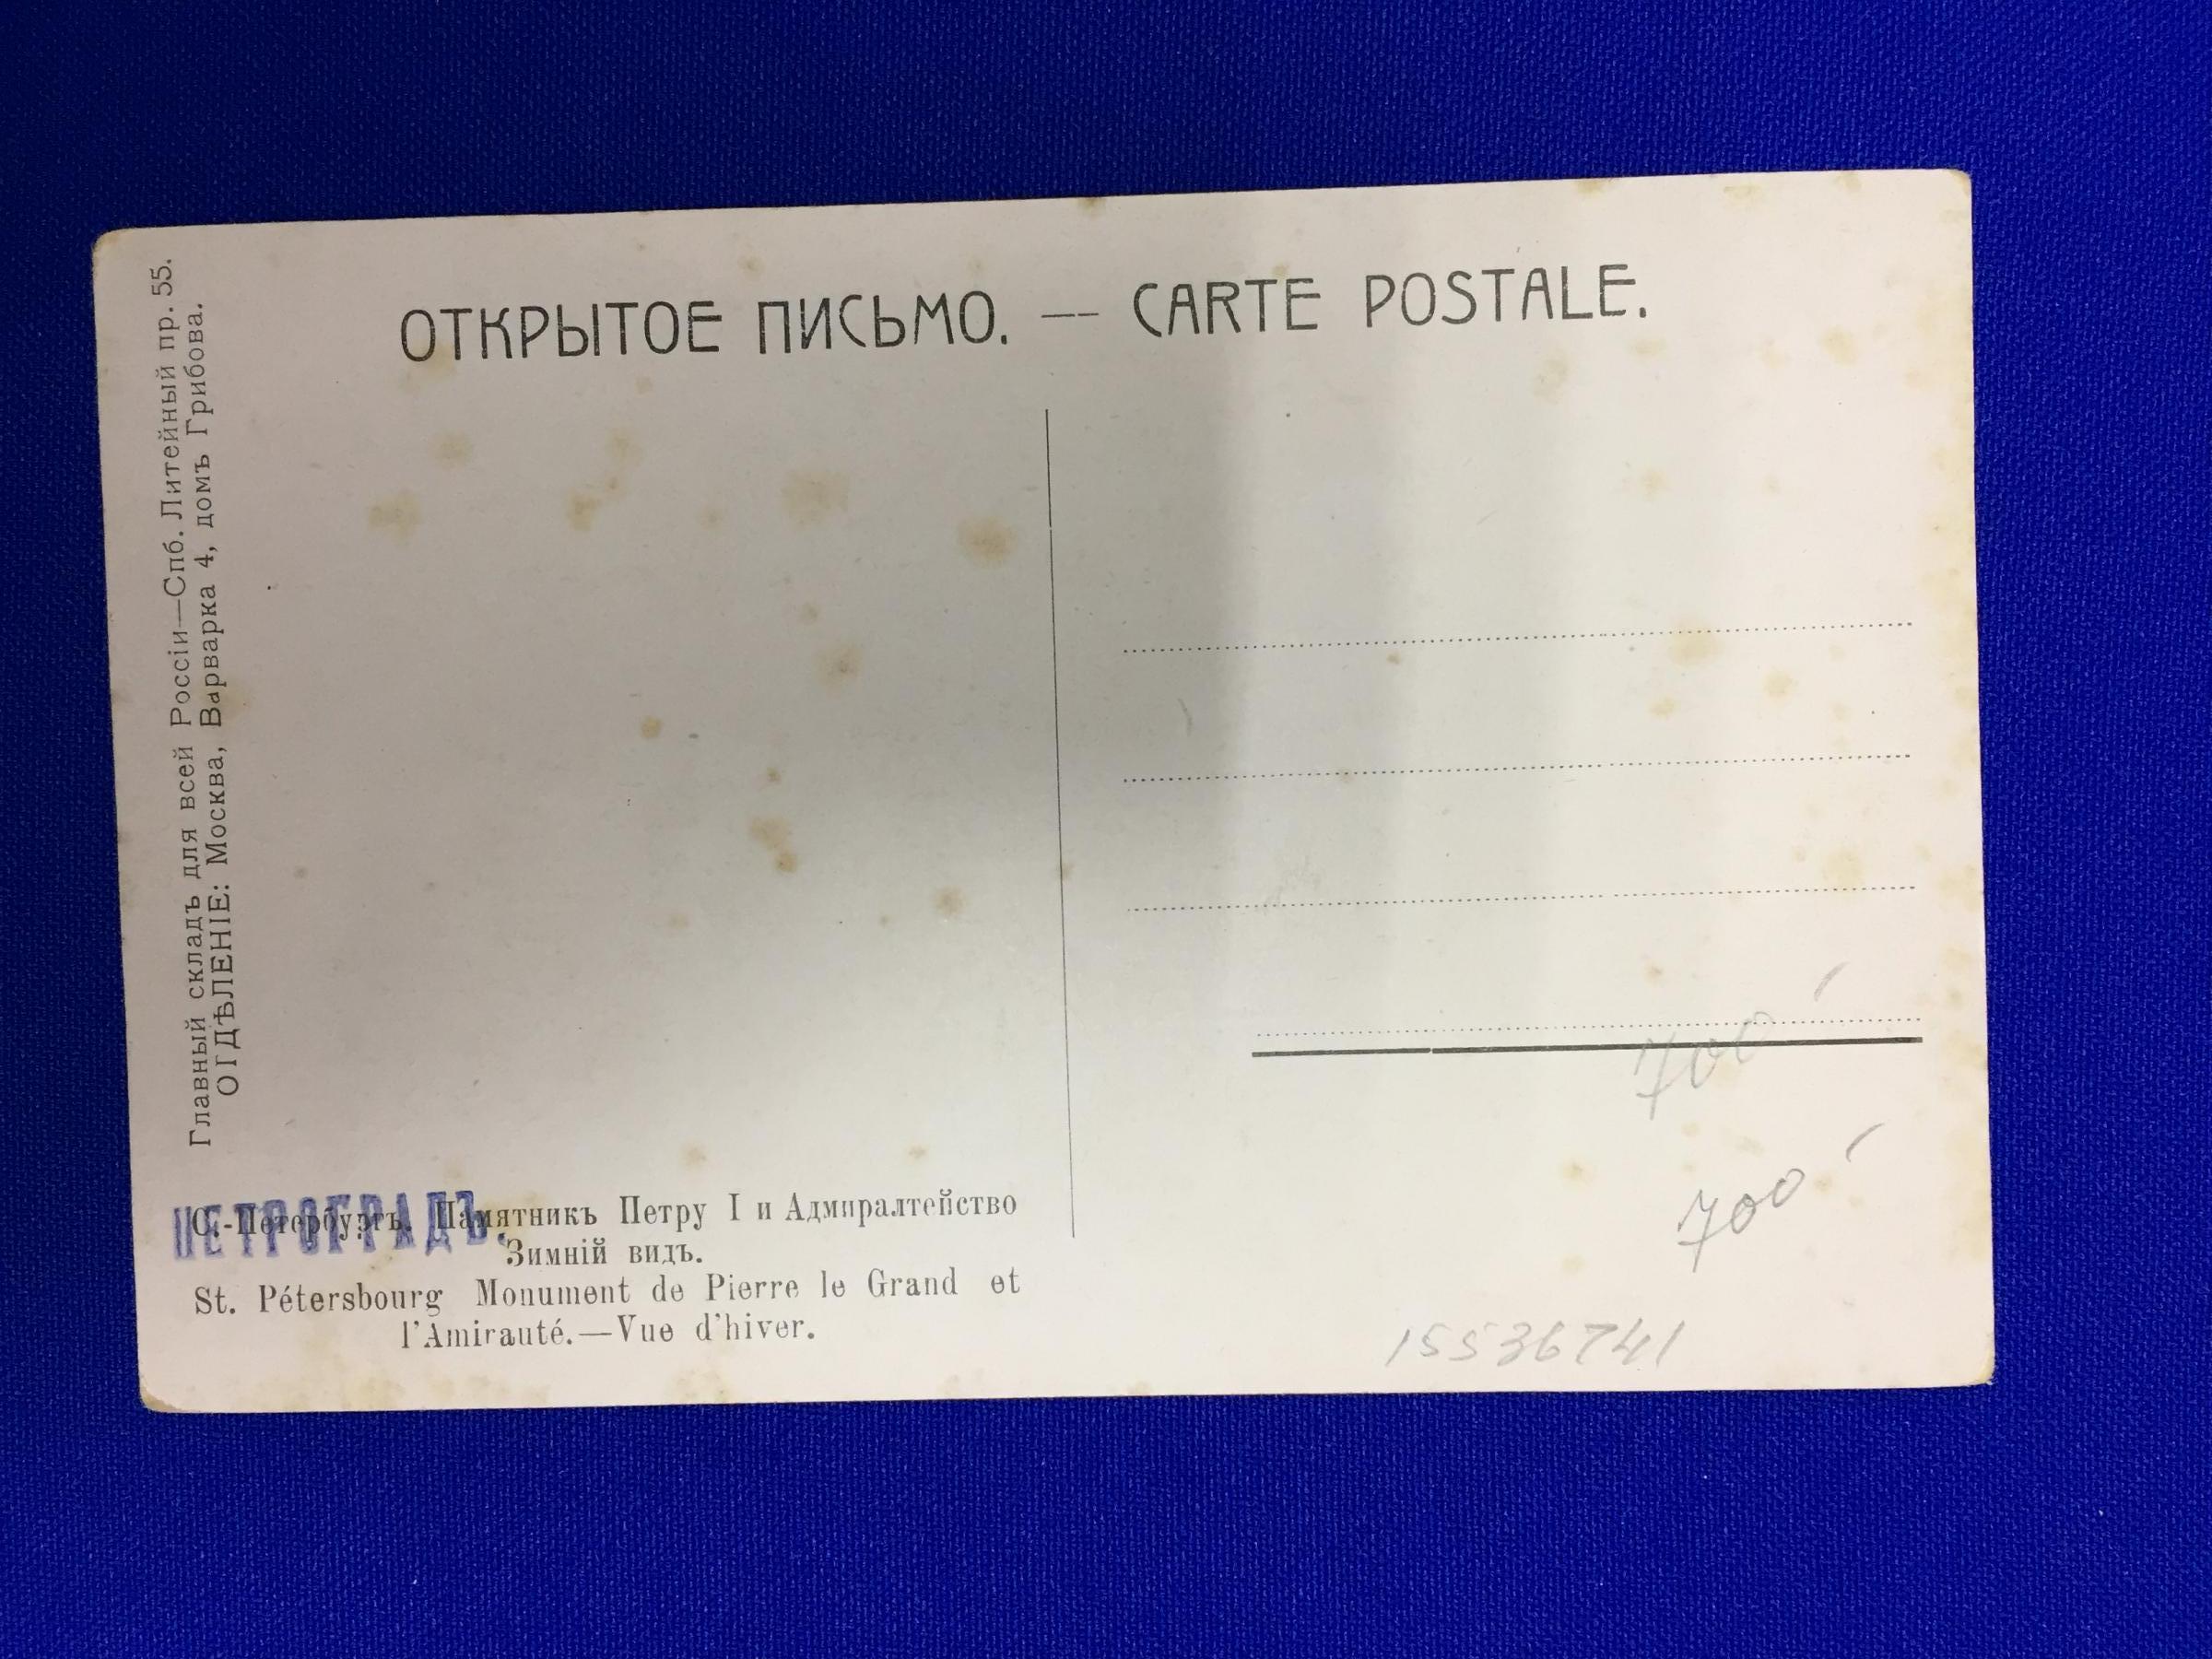 ОТКРЫТОЕ ПИСЬМО. — CARTE POSTALE.
Главный складъ для всей Россіи—Спб. Литейный пр. 55.
ОТДѢЛЕНІЕ: Москва, Варварка 4, домъ Грибова.
ПЕТРОГРАДЪ.
С.-Петербургъ. Памятникъ Петру I и Адмиралтейство
Зимній видъ.
St. Pétersbourg Monument de Pierre le Grand et
l'Amirauté.—Vue d'hiver.
700
700
15536741